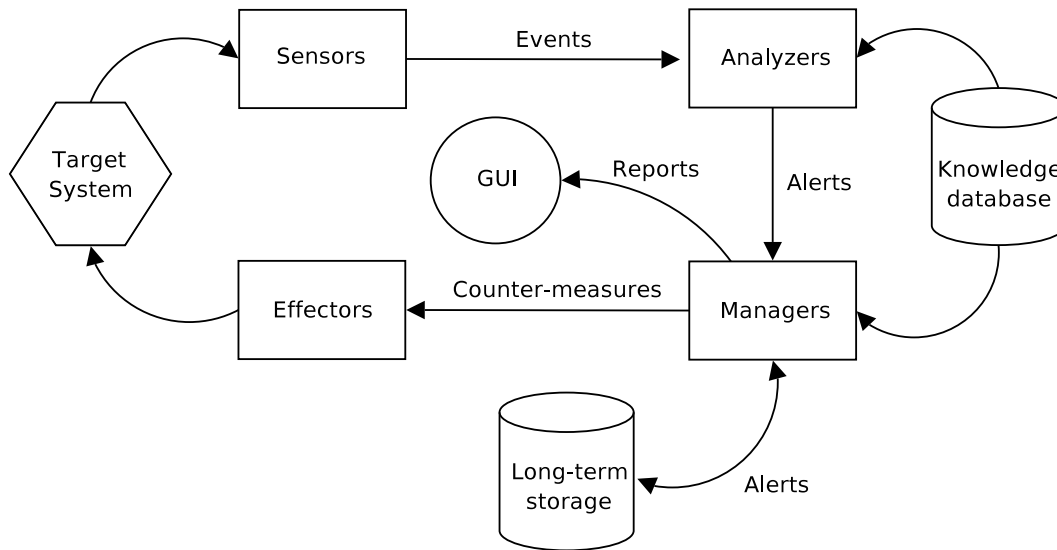 Sensors
Events
Analyzers
Target
System
GUI
Reports
Alerts
Knowledge
database
Effectors
Counter-measures
Managers
Long-term
storage
Alerts